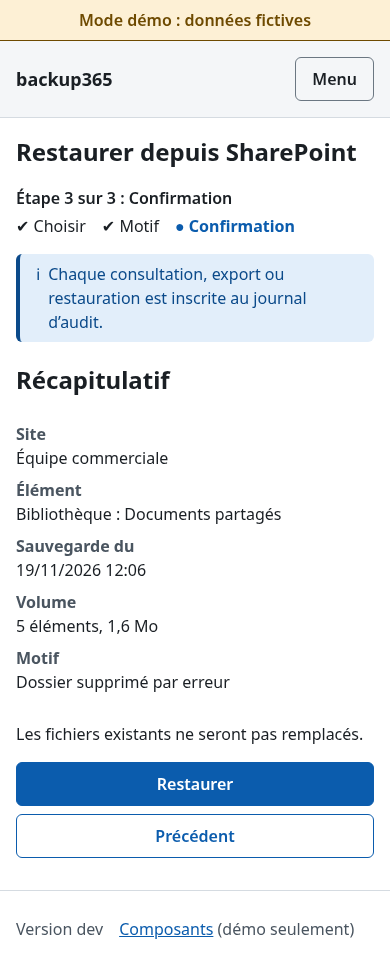 Mode démo : données fictives
backup365
Menu
Restaurer depuis SharePoint
Étape 3 sur 3 : Confirmation
✔ Choisir ✔ Motif ● Confirmation
i Chaque consultation, export ou
restauration est inscrite au journal
d’audit.
Récapitulatif
Site
Équipe commerciale
Élément
Bibliothèque : Documents partagés
Sauvegarde du
19/11/2026 12:06
Volume
5 éléments, 1,6 Mo
Motif
Dossier supprimé par erreur
Les fichiers existants ne seront pas remplacés.
Restaurer
Précédent
Version dev Composants (démo seulement)